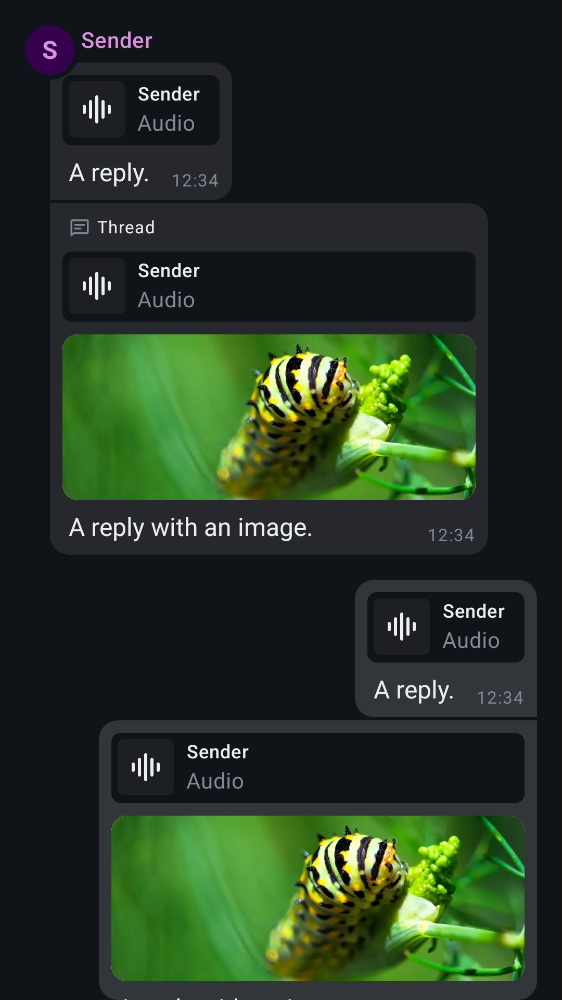 S
Sender
Sender
Audio
A reply.
12:34
Thread
Sender
Audio
A reply with an image.
12:34
Sender
Audio
A reply.
12:34
Sender
Audio